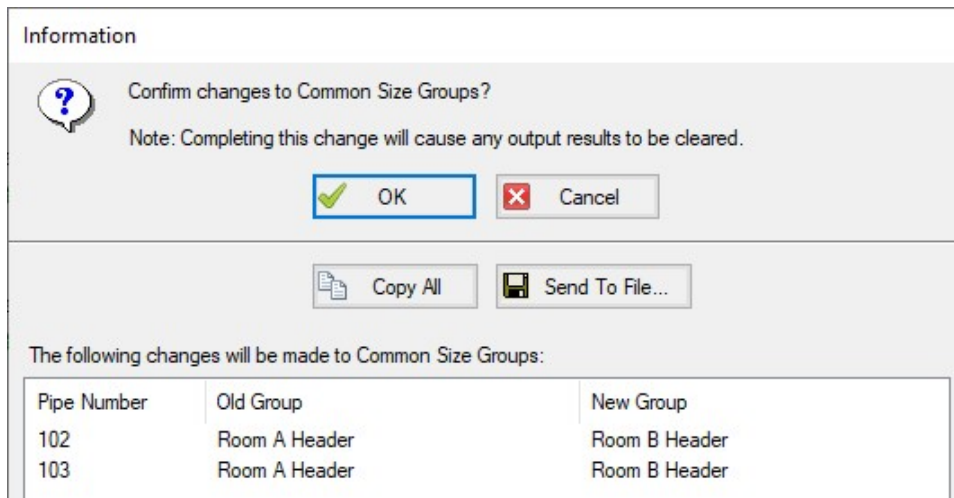 Information
Confirm changes to Common Size Groups?
Note: Completing this change will cause any output results to be cleared.
OK Cancel
Copy All Send To File...
The following changes will be made to Common Size Groups:
Pipe Number Old Group New Group
102 Room A Header Room B Header
103 Room A Header Room B Header